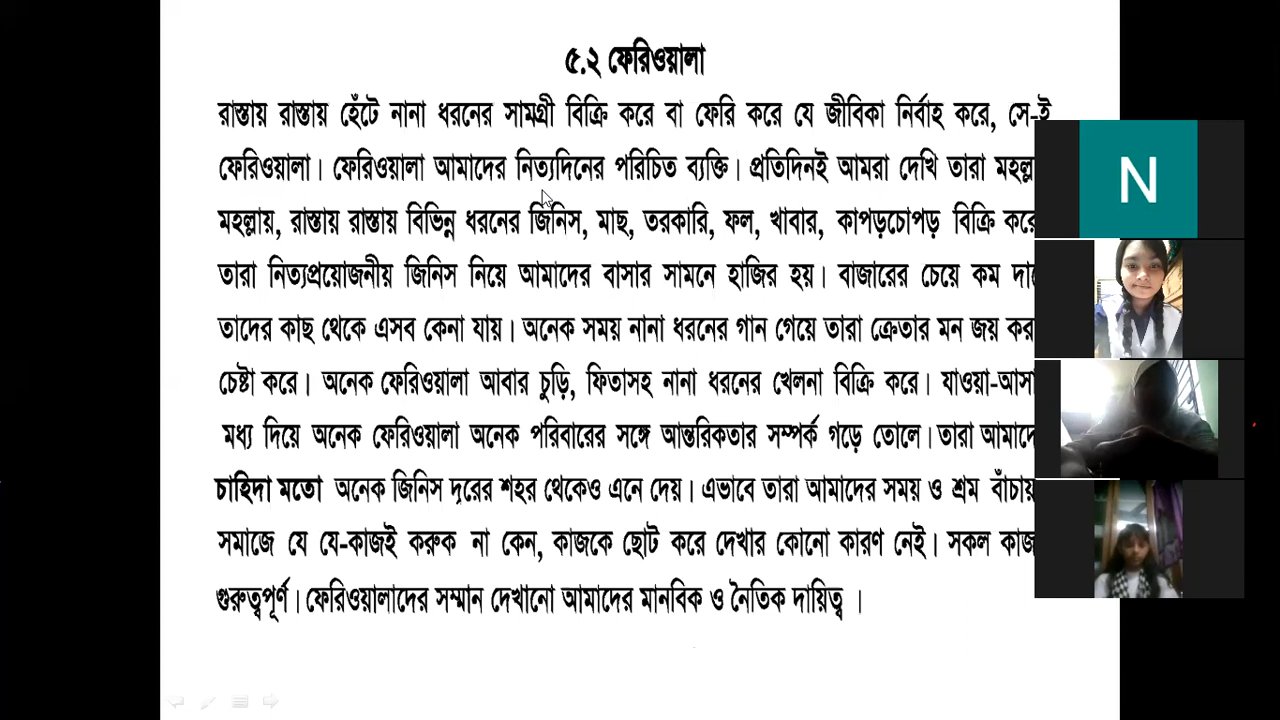 ৫.২ ফেরিওয়ালা
রাস্তায় রাস্তায় হেঁটে নানা ধরনের সামগ্রী বিক্রি করে বা ফেরি করে যে জীবিকা নির্বাহ করে, সে-ই
ফেরিওয়ালা। ফেরিওয়ালা আমাদের নিত্যদিনের পরিচিত ব্যক্তি। প্রতিদিনই আমরা দেখি তারা
মহল্লায়, রাস্তায় রাস্তায় বিভিন্ন ধরনের জিনিস, মাছ, তরকারি, ফল, খাবার, কাপড়চোপড় বিক্রি করে
তারা নিত্যপ্রয়োজনীয় জিনিস নিয়ে আমাদের বাসার সামনে হাজির হয়। বাজারের চেয়ে কম
তাদের কাছ থেকে এসব কেনা যায়। অনেক সময় নানা ধরনের গান গেয়ে তারা ক্রেতার মন জয়
চেষ্টা করে। অনেক ফেরিওয়ালা আবার চুড়ি, ফিতাসহ নানা ধরনের খেলনা বিক্রি করে।
মধ্য দিয়ে অনেক ফেরিওয়ালা অনেক পরিবারের সঙ্গে আন্তরিকতার সম্পর্ক গড়ে তোলে। তারা
চাহিদা মতো অনেক জিনিস দূরের শহর থেকেও এনে দেয়। এভাবে তারা আমাদের সময় ও শ্রম বাঁচায়
সমাজে যে যে-কাজই করুক না কেন, কাজকে ছোট করে দেখার কোনো কারণ নেই। সকল কাজ
গুরুত্বপূর্ণ। ফেরিওয়ালাদের সম্মান দেখানো আমাদের মানবিক ও নৈতিক দায়িত্ব ।
N